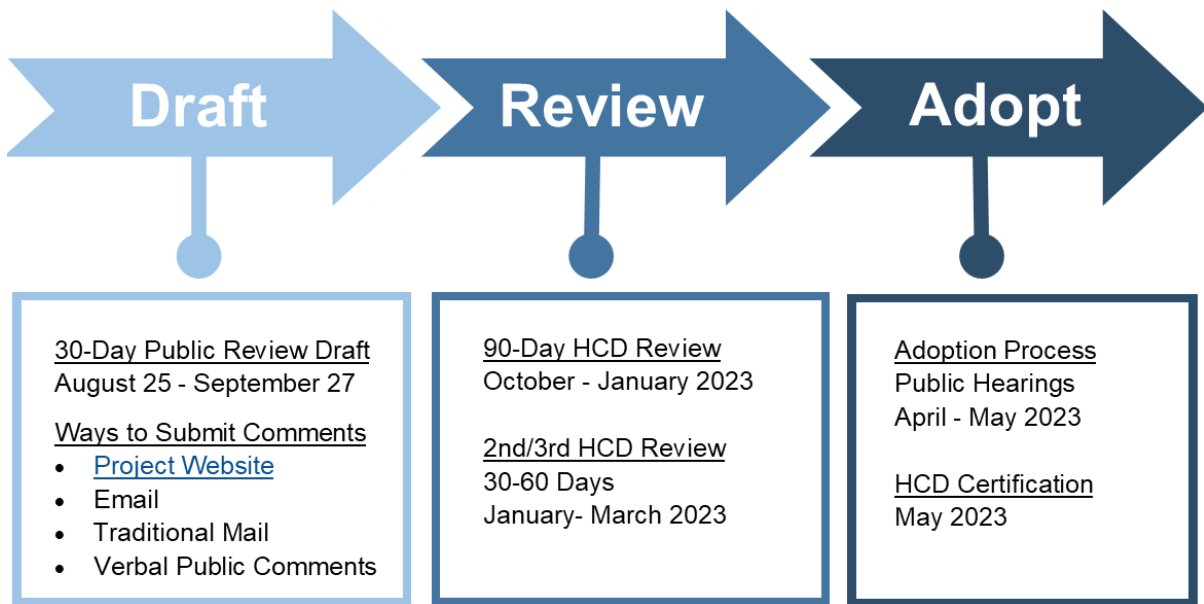 Draft
Review
Adopt
30-Day Public Review Draft
August 25 - September 27
Ways to Submit Comments
• Project Website
• Email
• Traditional Mail
• Verbal Public Comments
90-Day HCD Review
October - January 2023
2nd/3rd HCD Review
30-60 Days
January- March 2023
Adoption Process
Public Hearings
April - May 2023
HCD Certification
May 2023